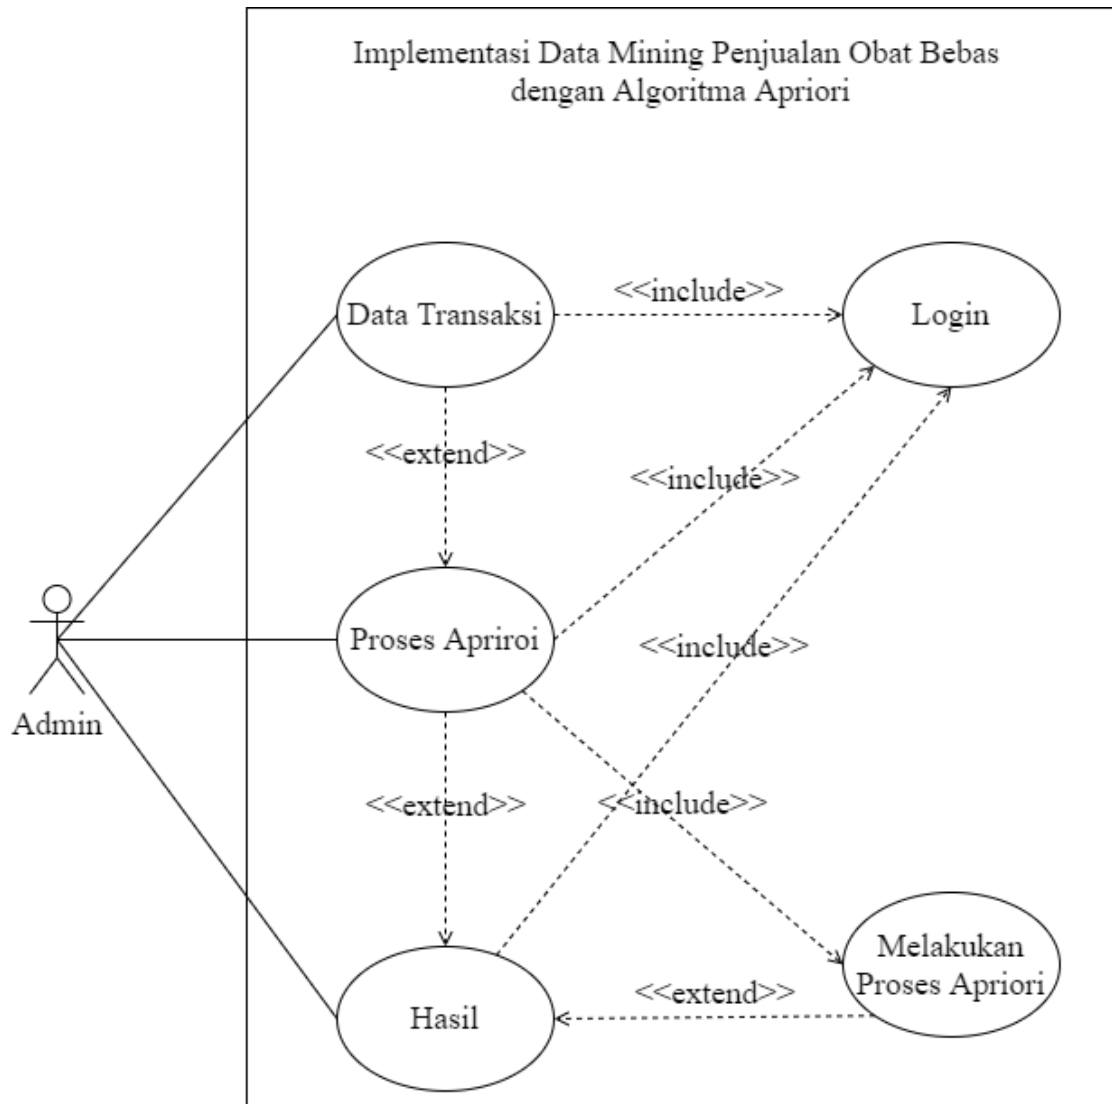 Implementasi Data Mining Penjualan Obat Bebas
dengan Algoritma Apriori
<<include>>
Data Transaksi
Login
<<extend>>
<<include>>
Proses Apriroi
<<include>>
Admin
<<extend>>
<<include>>
Melakukan
Proses Apriori
<<extend>>
Hasil